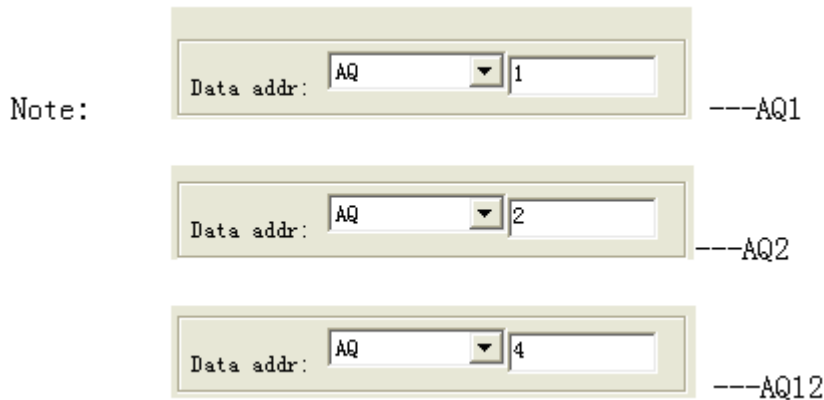 Note: Data addr: AQ 1 ---AQ1
Data addr: AQ 2 ---AQ2
Data addr: AQ 4 ---AQ12